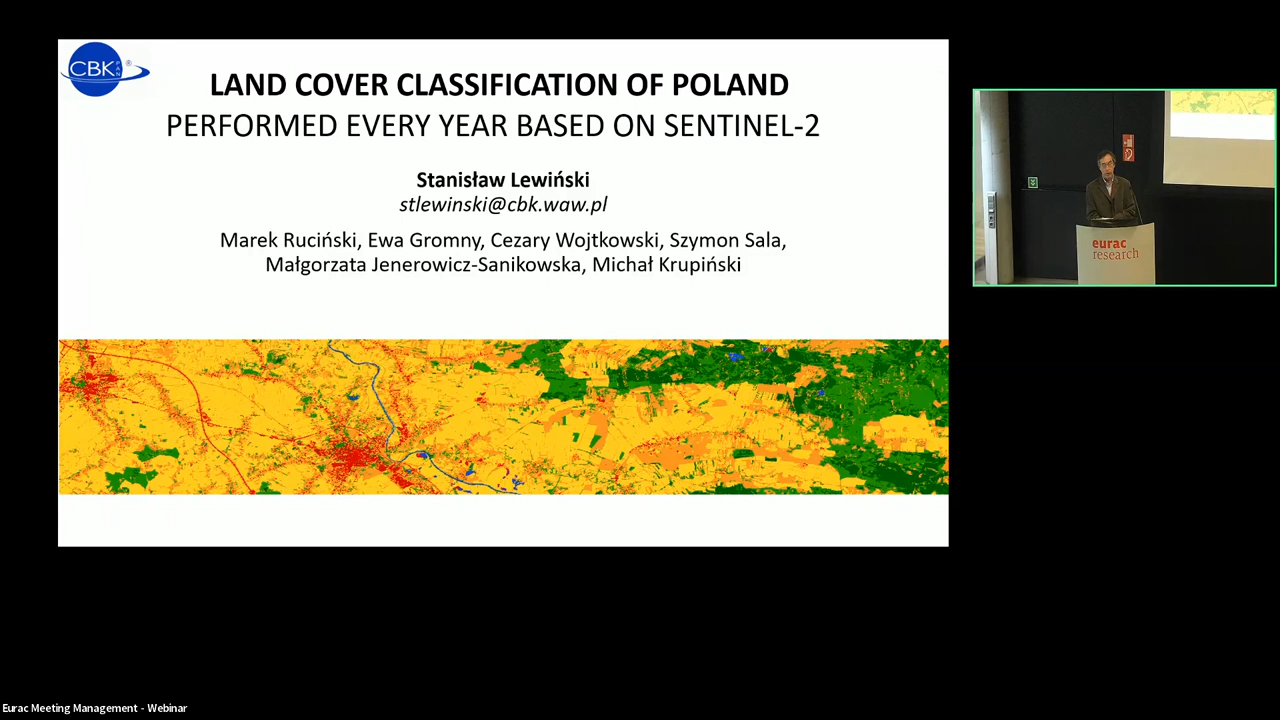 CBK
PAN
®
LAND COVER CLASSIFICATION OF POLAND
PERFORMED EVERY YEAR BASED ON SENTINEL-2
Stanisław Lewiński
stlewinski@cbk.waw.pl
Marek Ruciński, Ewa Gromny, Cezary Wojtkowski, Szymon Sala,
Małgorzata Jenerowicz-Sanikowska, Michał Krupiński
eurac
research
Eurac Meeting Management - Webinar